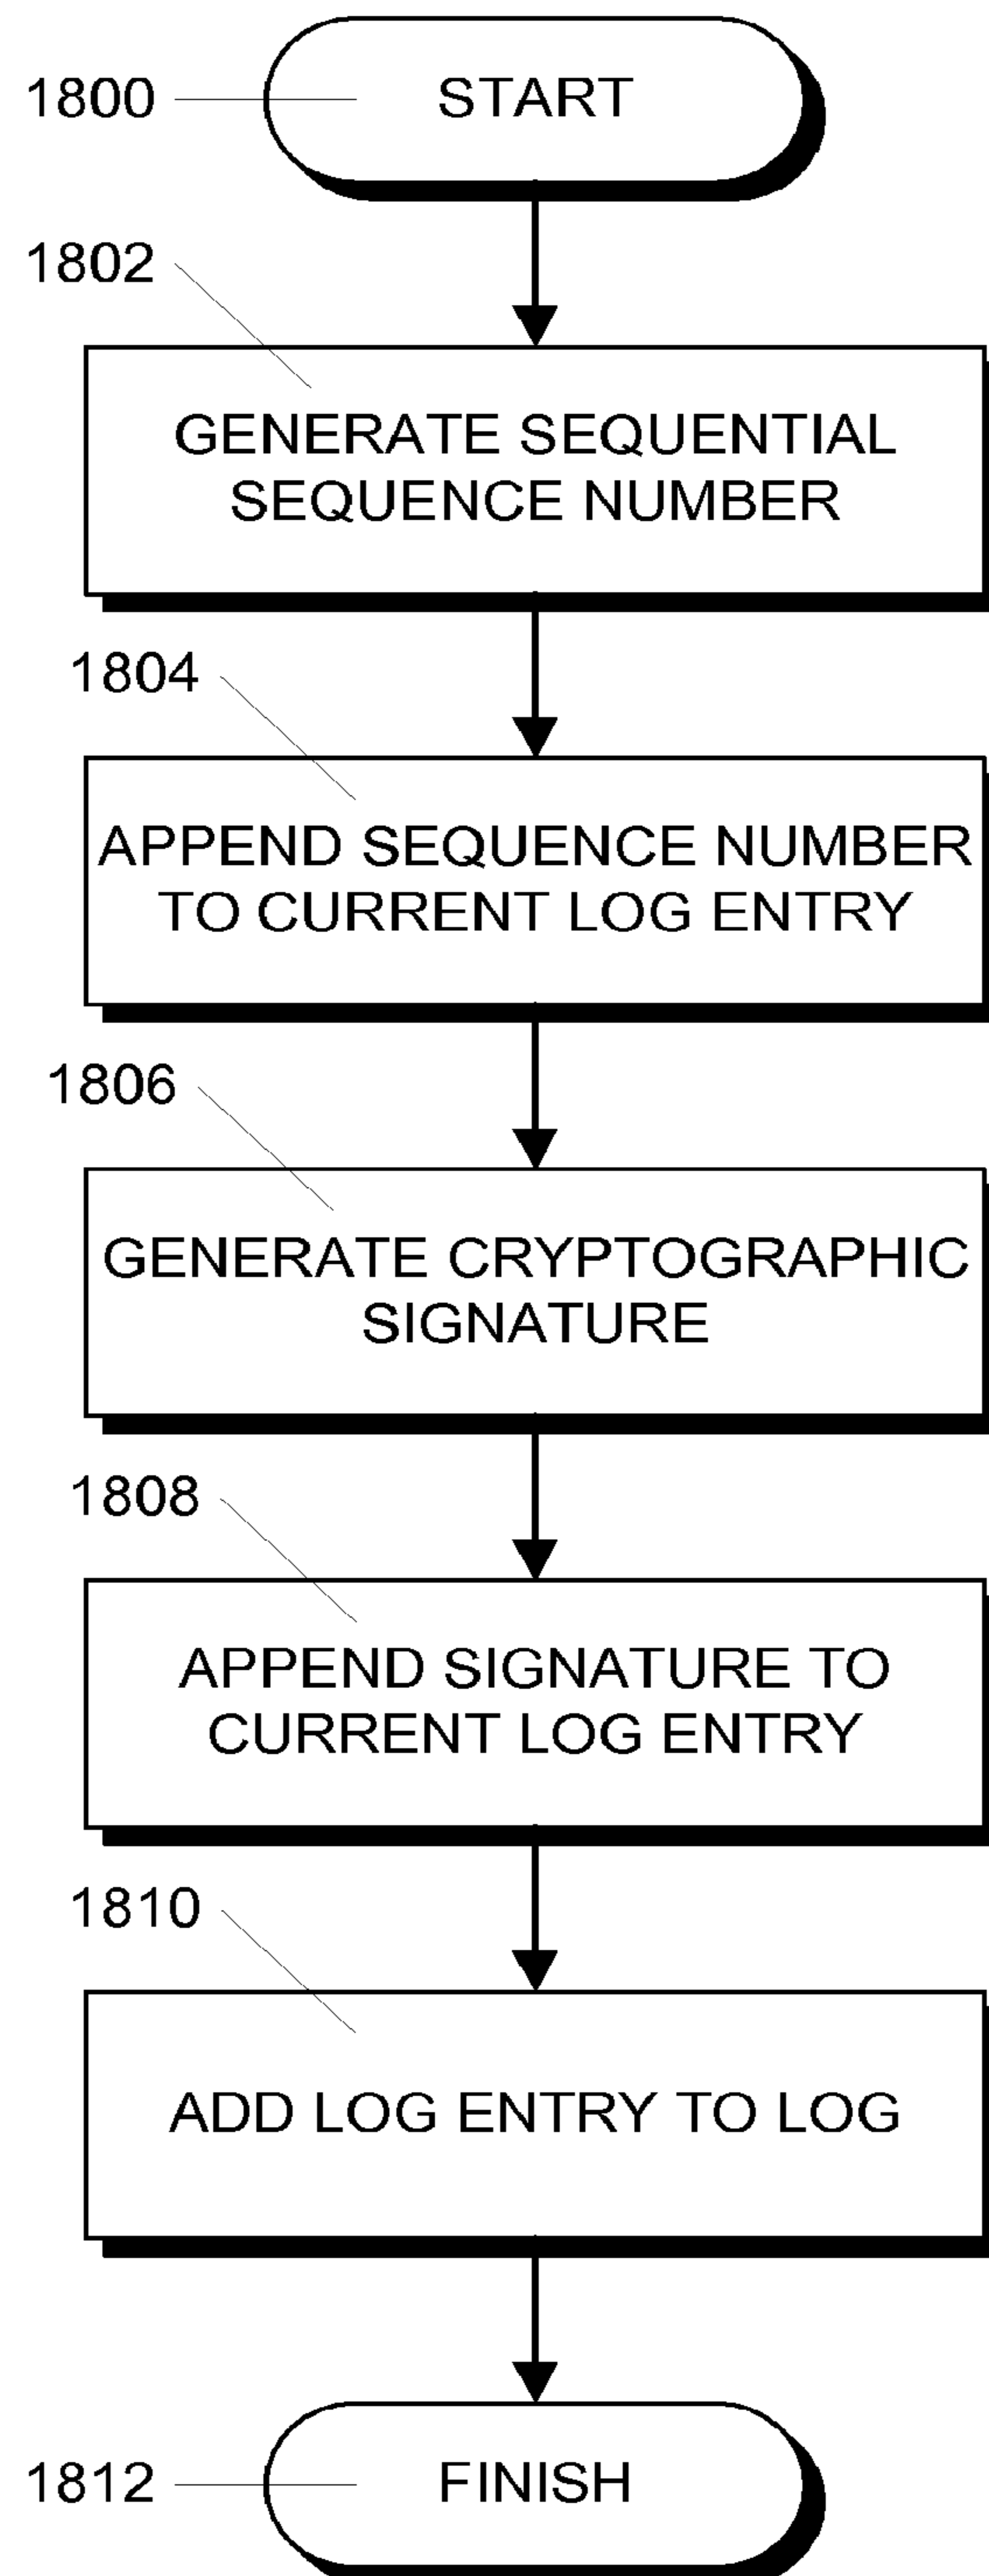 1800
START
1802
GENERATE SEQUENTIAL
SEQUENCE NUMBER
1804
APPEND SEQUENCE NUMBER
TO CURRENT LOG ENTRY
1806
GENERATE CRYPTOGRAPHIC
SIGNATURE
1808
APPEND SIGNATURE TO
CURRENT LOG ENTRY
1810
ADD LOG ENTRY TO LOG
1812
FINISH